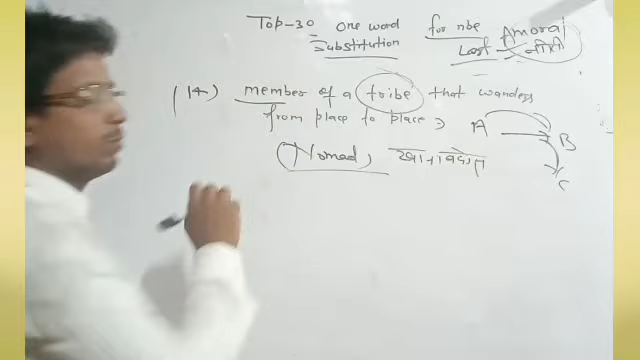 Top-30 one word for nbe Amoral
Substitution Last -
(14) member of a tribe that wanders
from place to place → A B
Nomad, C